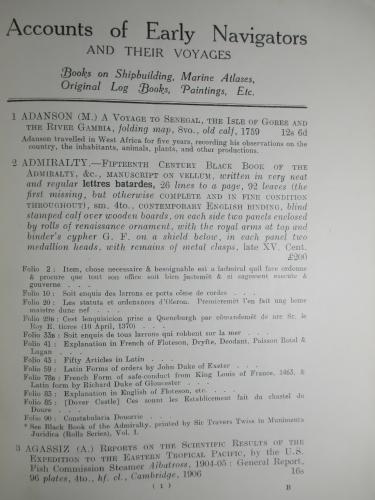 Accounts of Early Navigators
AND THEIR VOYAGES
Books on Shipbuilding, Marine Atlases,
Original Log Books, Paintings, Etc.
1 ADANSON (M.) A VOYAGE TO SENEGAL, THE ISLE OF GOREE AND
THE RIVER GAMBIA, folding map, 8vo., old calf, 1759 12s 6d
Adanson travelled in West Africa for five years, recording his observations on the
country, the inhabitants, animals, plants, and other productions.
2 ADMIRALTY.—FIFTEENTH CENTURY BLACK BOOK OF THE
ADMIRALTY, &c., MANUSCRIPT ON VELLUM, written in very neat
and regular lettres batardes, 26 lines to a page, 92 leaves (the
first missing, but otherwise COMPLETE AND IN FINE CONDITION
THROUGHOUT), sm. 4to., CONTEMPORARY ENGLISH BINDING, blind
stamped calf over wooden boards, on each side two panels enclosed
by rolls of renaissance ornament, with the royal arms at top and
binder's cypher G. F. on a shield below, in each panel two
medallion heads, with remains of metal clasps, late XV. Cent.
£200
Folio 2 : Item, chose necessaire & besoignable est a ladmiral quil face ordonne
& procure que tout son office soit bien et sagement execute &
gouverne . . .
Folio 10 : Soit enquis des larrons et ports côtse de cordes . . .
Folio 20 : Les statuts et ordenances d'Oleron. Premieremēt l'en fait ung home
maistre dune nef . . .
Folio 29a : Cest lenquisicion prise a Queneburgh par cōmandemēt de nre Sr. le
Roy E. tierce (10 April, 1370) . . .
Folio 33a : Soit enquis de tous larrons qui robbent sur la mer . . .
Folio 41 : Explanation in French of Floteson, Dryfte, Deodant, Poisson Rotal &
Lagan . . .
Folio 43 : Fifty Articles in Latin . . .
Folio 59 : Latin Forms of orders by John Duke of Exeter . . .
Folio 78a : French Form of safe-conduct from King Louis of France, 1463, &
Latin form by Richard Duke of Gloucester . . .
Folio 83 : Explanation in English of Floteson, etc. . . .
Folio 85 : [Dover Castle] Ces sount les Establicement fait du chastel du
Doure . . .
Folio 90 : Constabularia Douorrie . . .
* See Black Book of the Admiralty, printed by Sir Travers Twiss in Munimenta
Juridica (Rolls Series), Vol. I.
3 AGASSIZ (A.) REPORTS ON THE SCIENTIFIC RESULTS OF THE
EXPEDITION TO THE EASTERN TROPICAL PACIFIC, by the U.S.
Fish Commission Steamer Albatross, 1904-05 : General Report,
96 plates, 4to., hf. cl., Cambridge, 1906 16s
( 1 ) B